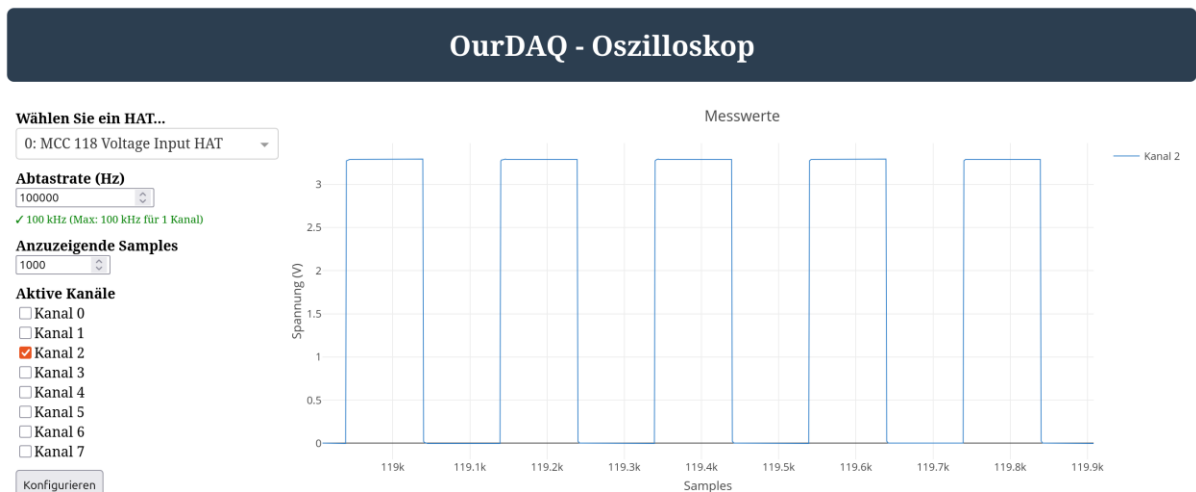 OurDAQ - Oszilloskop
Wählen Sie ein HAT...
0: MCC 118 Voltage Input HAT
Abtastrate (Hz)
100000
✓ 100 kHz (Max: 100 kHz für 1 Kanal)
Anzuzeigende Samples
1000
Aktive Kanäle
Kanal 0
Kanal 1
Kanal 2
Kanal 3
Kanal 4
Kanal 5
Kanal 6
Kanal 7
Konfigurieren
Messwerte
Kanal 2
Spannung (V)
3
2.5
2
1.5
1
0.5
0
119k 119.1k 119.2k 119.3k 119.4k 119.5k 119.6k 119.7k 119.8k 119.9k
Samples